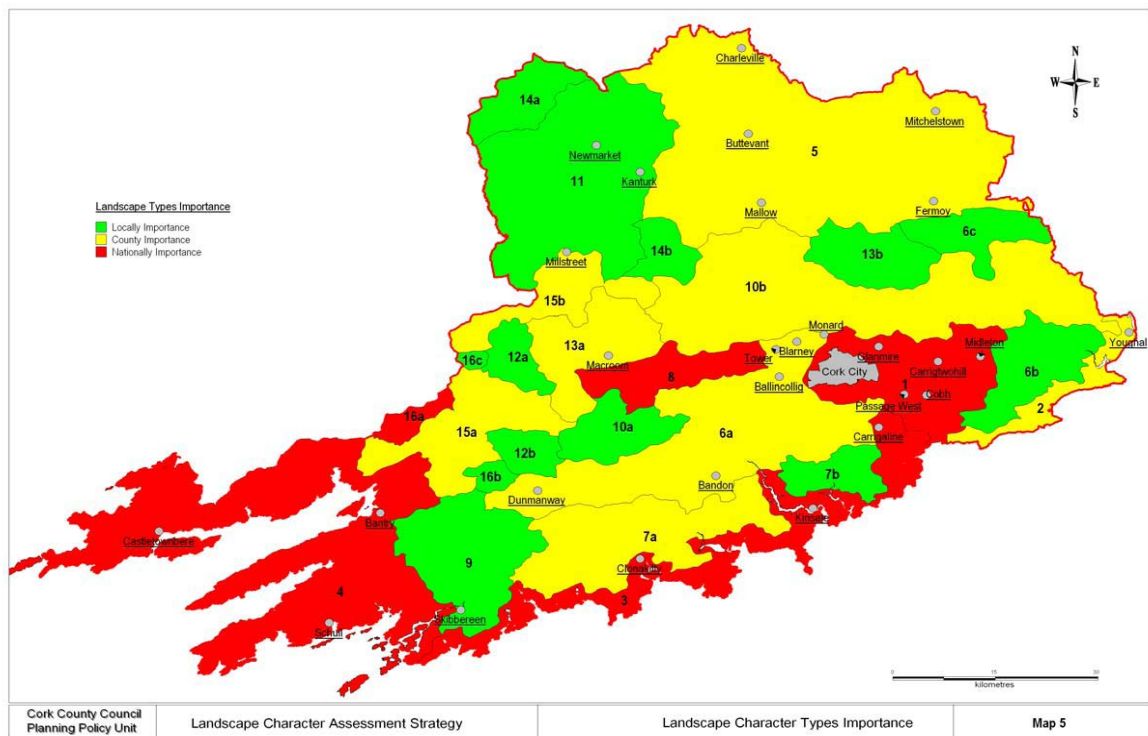 Charleville
N
W E
S
14a
Mitchelstown
Newmarket
Buttevant
5
11
Kanturk
Landscape Types Importance
Locally Importance
County Importance
Nationally Importance
Mallow
Fermoy
6c
14b
13b
Millstreet
10b
15b
Monard
Youghal
13a
12a
16c
Macroom
Tower
Blarney
Glanmire
Midleton
8
Cork City
Carrigtwohill
6b
Ballincollig
1
Cobh
Passage West
2
16a
15a
10a
6a
Carrigaline
12b
16b
7b
Bandon
Dunmanway
Bantry
Kinsale
Castletownbere
7a
9
Clonakilty
4
3
Skibbereen
Schull
0 15 30
kilometres
Cork County Council
Planning Policy Unit
Landscape Character Assessment Strategy
Landscape Character Types Importance
Map 5